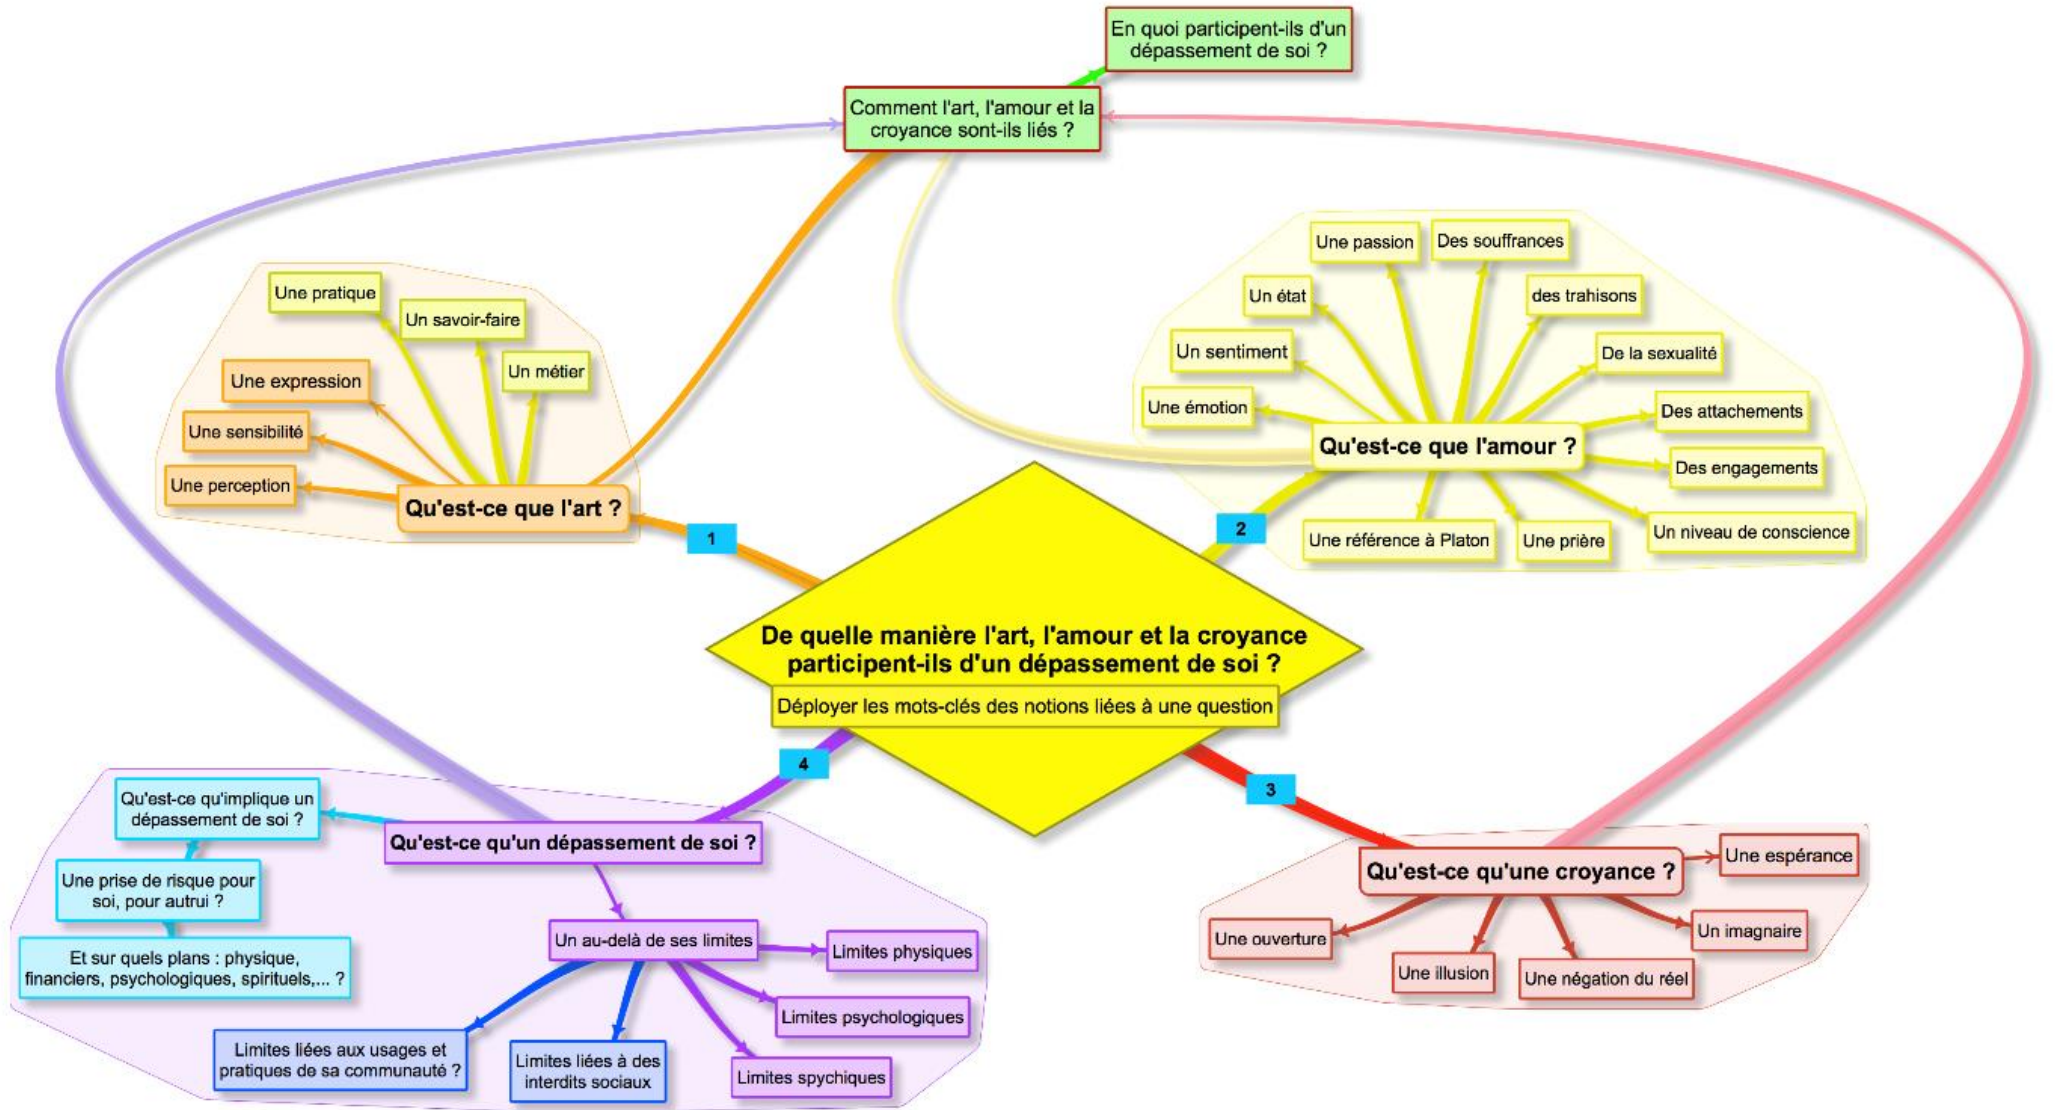 En quoi participent-ils d'un
dépassement de soi ?
Comment l'art, l'amour et la
croyance sont-ils liés ?
Une pratique
Un savoir-faire
Un métier
Une expression
Une sensibilité
Une perception
Qu'est-ce que l'art ?
1
Une passion
Des souffrances
Un état
des trahisons
Un sentiment
De la sexualité
Une émotion
Des attachements
Qu'est-ce que l'amour ?
Des engagements
Une référence à Platon
Une prière
Un niveau de conscience
2
De quelle manière l'art, l'amour et la croyance
participent-ils d'un dépassement de soi ?
Déployer les mots-clés des notions liées à une question
4
3
Qu'est-ce qu'implique un
dépassement de soi ?
Qu'est-ce qu'un dépassement de soi ?
Une prise de risque pour
soi, pour autrui ?
Et sur quels plans : physique,
financiers, psychologiques, spirituels,... ?
Un au-delà de ses limites
Limites physiques
Limites psychologiques
Limites spychiques
Limites liées à des
interdits sociaux
Limites liées aux usages et
pratiques de sa communauté ?
Qu'est-ce qu'une croyance ?
Une espérance
Un imagnaire
Une négation du réel
Une illusion
Une ouverture